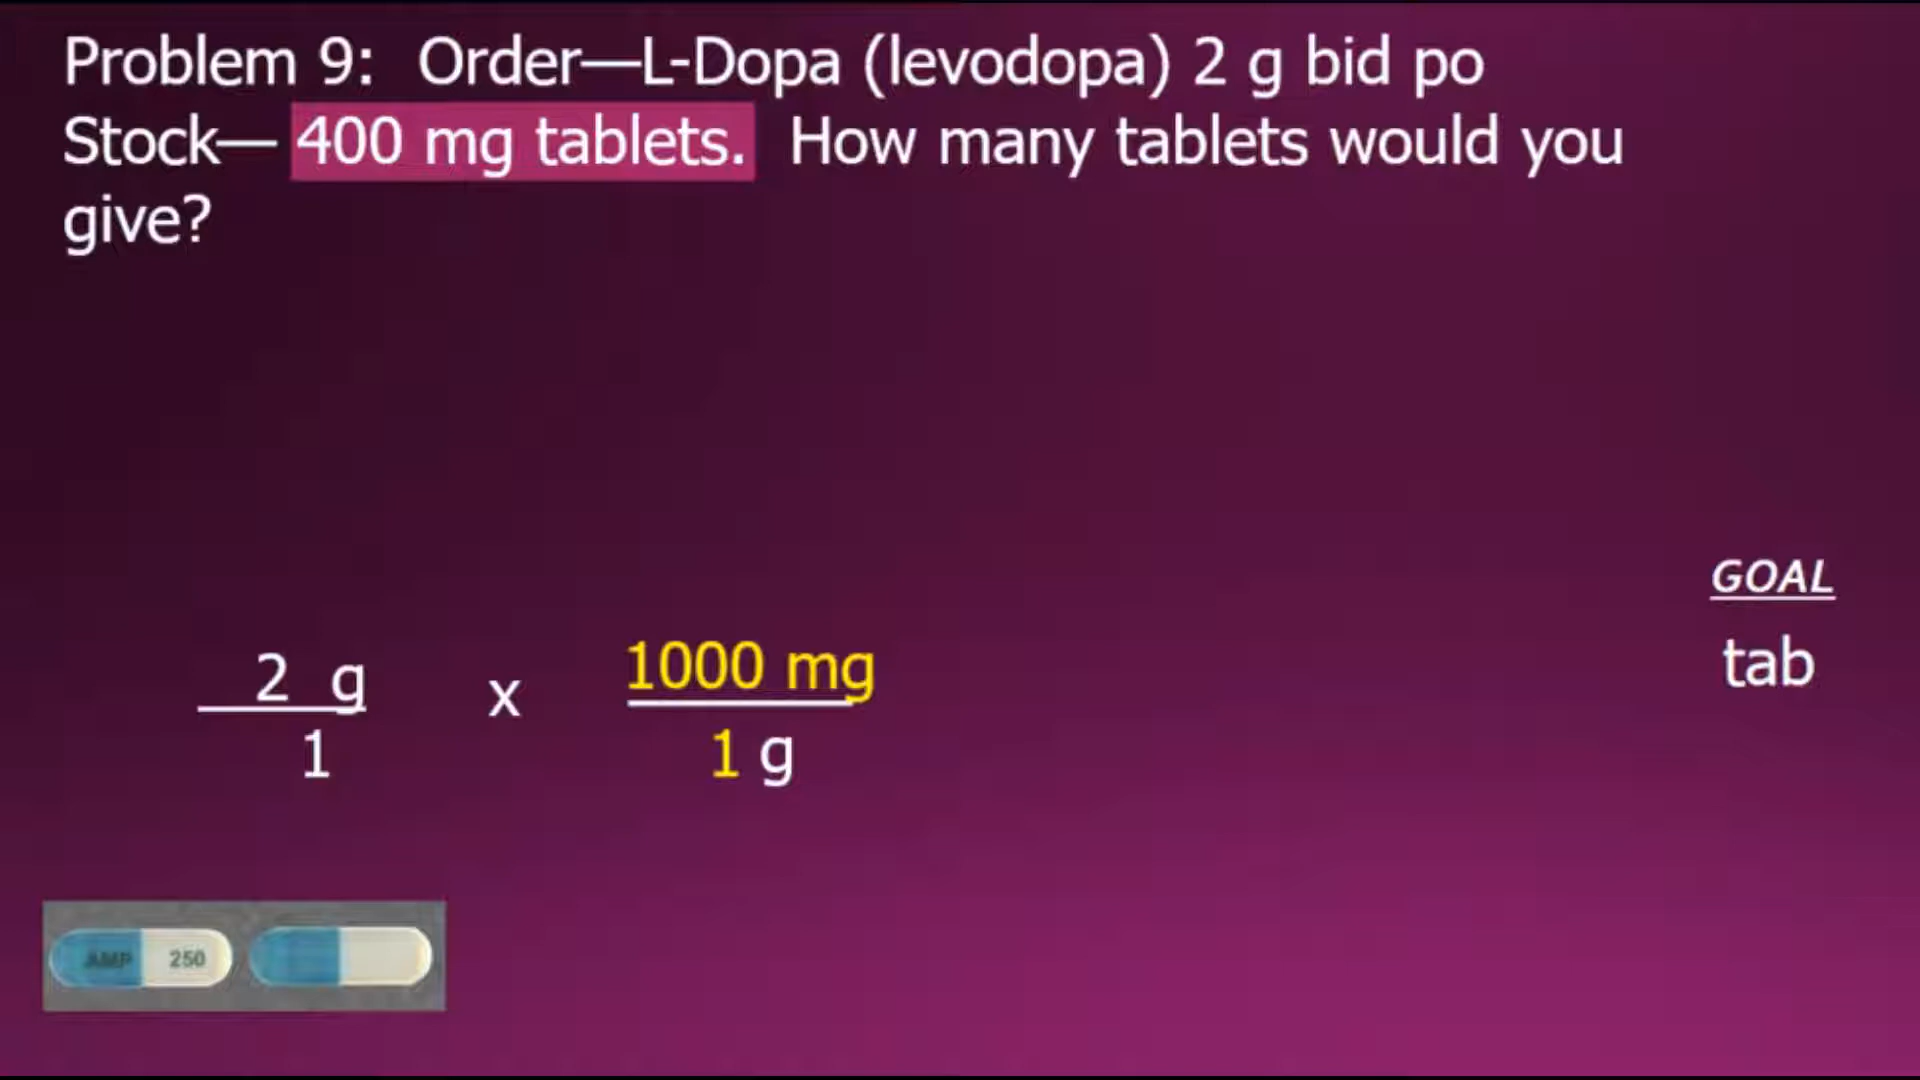 Problem 9: Order—L-Dopa (levodopa) 2 g bid po
Stock— 400 mg tablets. How many tablets would you
give?
GOAL
tab
2 g x 1000 mg
1 1 g
AMP 250